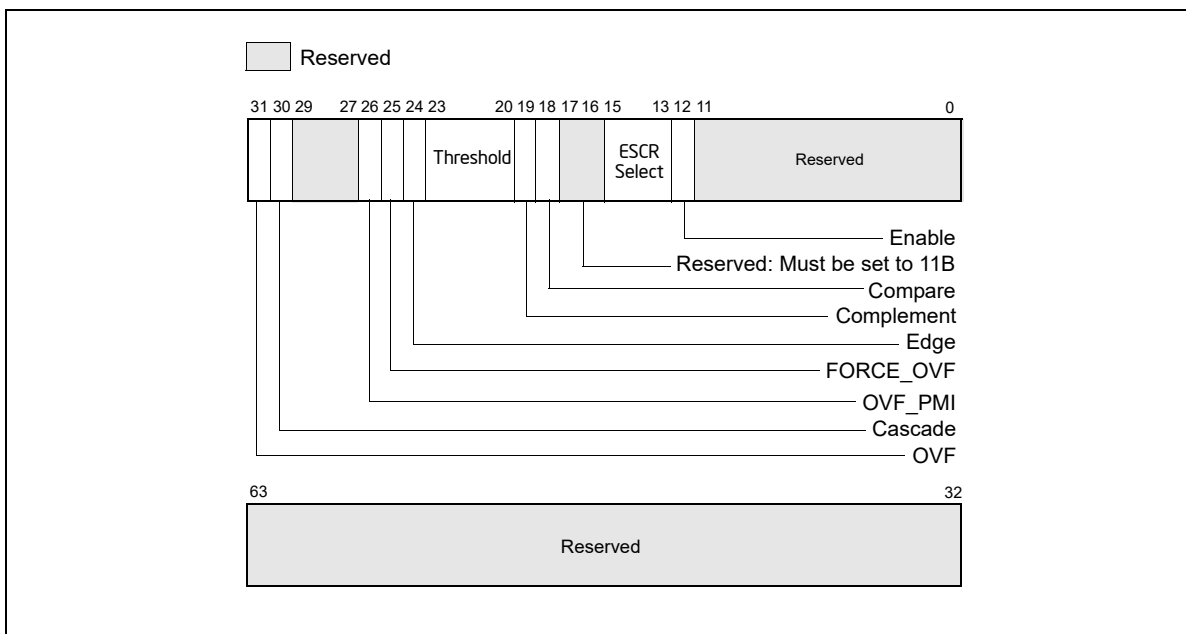 Reserved
31 30 29 27 26 25 24 23 20 19 18 17 16 15 13 12 11 0
Threshold
ESCR
Select
Reserved
Enable
Reserved: Must be set to 11B
Compare
Complement
Edge
FORCE_OVF
OVF_PMI
Cascade
OVF
63 32
Reserved